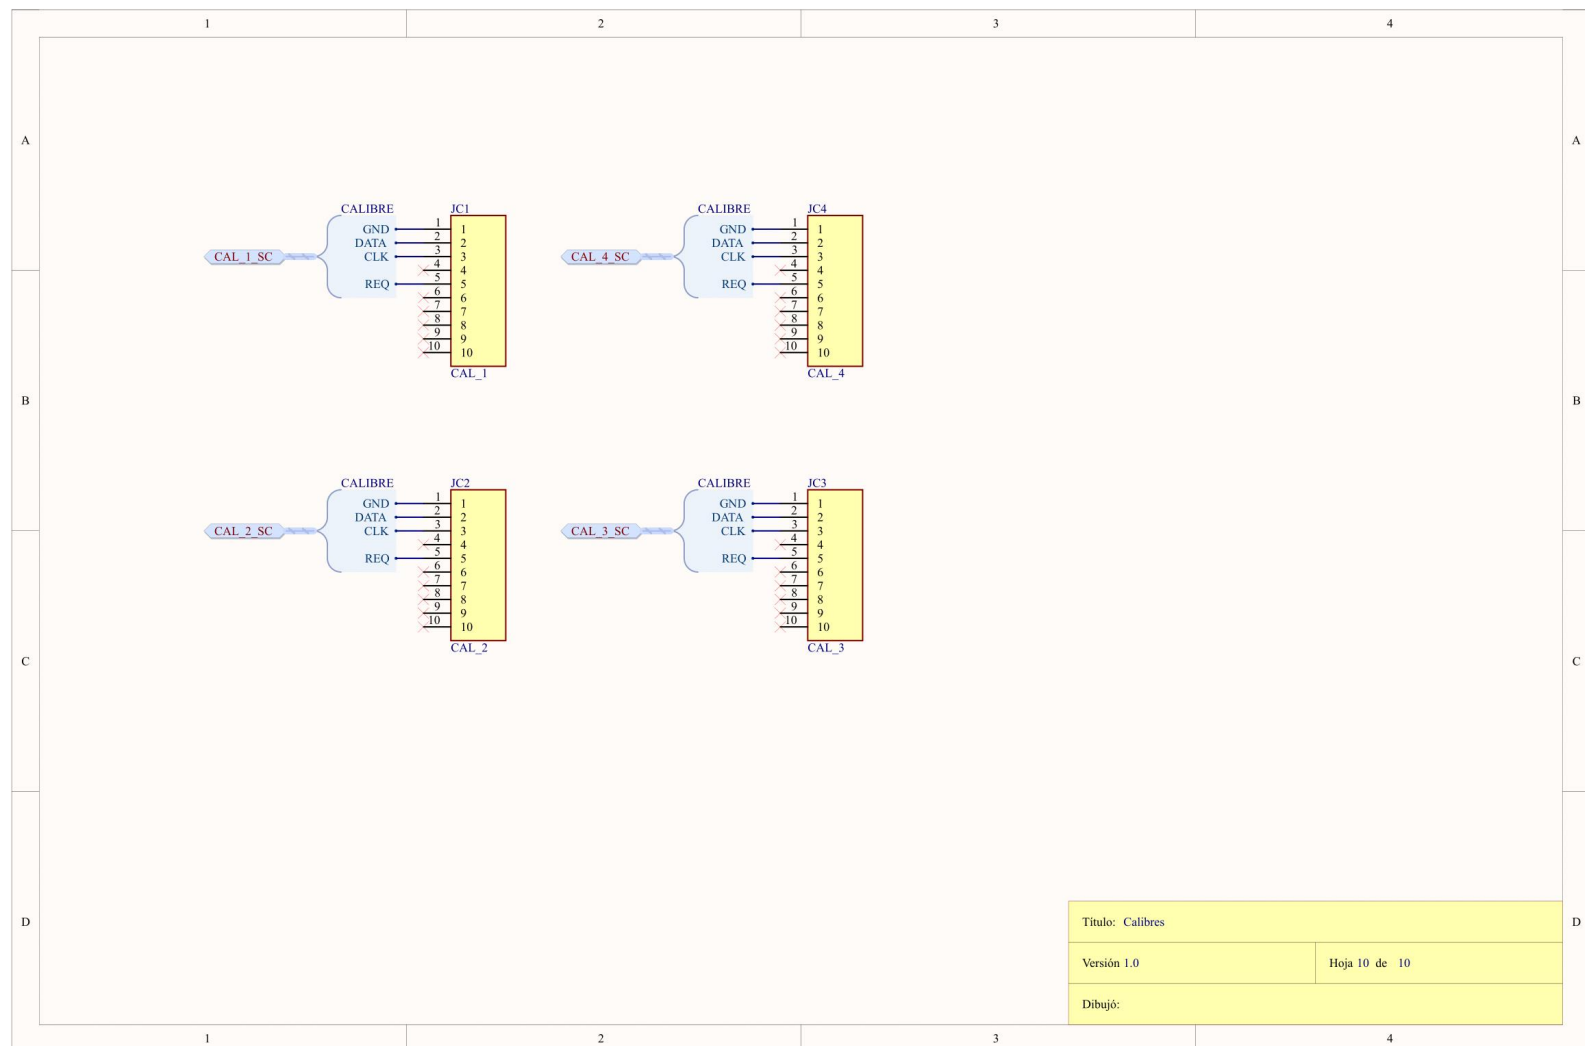 1 2 3 4
A A
CALIBRE JC1 CALIBRE JC4
GND 1 1 GND 1 1
DATA 2 2 DATA 2 2
CAL_1_SC CLK 3 3 CAL_4_SC CLK 3 3
4 4 4 4
REQ 5 5 REQ 5 5
6 6 6 6
7 7 7 7
8 8 8 8
9 9 9 9
10 10 10 10
CAL_1 CAL_4
B B
CALIBRE JC2 CALIBRE JC3
GND 1 1 GND 1 1
DATA 2 2 DATA 2 2
CAL_2_SC CLK 3 3 CAL_3_SC CLK 3 3
4 4 4 4
REQ 5 5 REQ 5 5
6 6 6 6
7 7 7 7
8 8 8 8
9 9 9 9
10 10 10 10
CAL_2 CAL_3
C C
D D
Título: Calibres
Versión 1.0 Hoja 10 de 10
Dibujó:
1 2 3 4